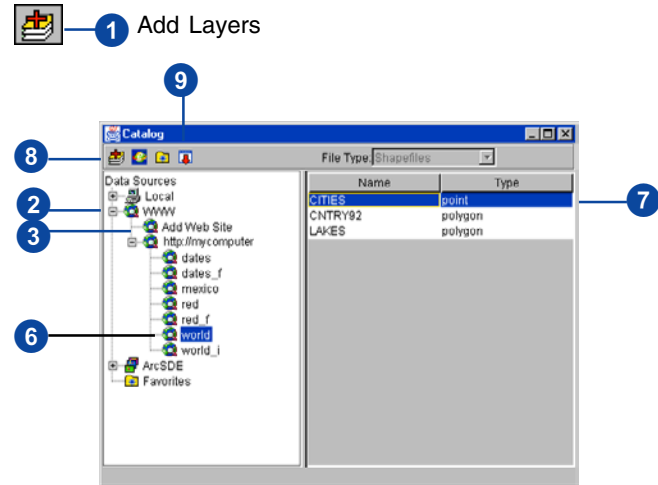 1 Add Layers
9
Catalog
8
File Type: Shapefiles
Data Sources
Name Type
Local
CITIES point
7
2
WWW
CNTRY92 polygon
3
Add Web Site
LAKES polygon
http://mycomputer
dates
dates_f
mexico
red
red_f
6
world
world_i
ArcSDE
Favorites